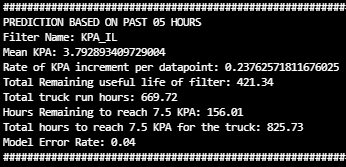 ##########################################################
PREDICTION BASED ON PAST 05 HOURS
Filter Name: KPA_IL
Mean KPA: 3.792893409729004
Rate of KPA increment per datapoint: 0.23762571811676025
Total Remaining useful life of filter: 421.34
Total truck run hours: 669.72
Hours Remaining to reach 7.5 KPA: 156.01
Total hours to reach 7.5 KPA for the truck: 825.73
Model Error Rate: 0.04
##########################################################